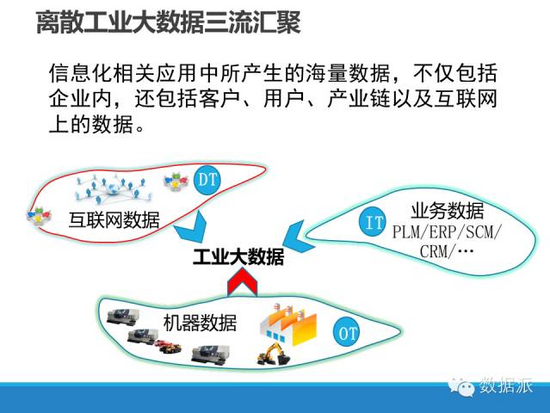 离散工业大数据三流汇聚
信息化相关应用中所产生的海量数据，不仅包括
企业内，还包括客户、用户、产业链以及互联网
上的数据。
DT
互联网数据
IT
业务数据
PLM/ERP/SCM/
CRM/…
工业大数据
机器数据
OT
数据派